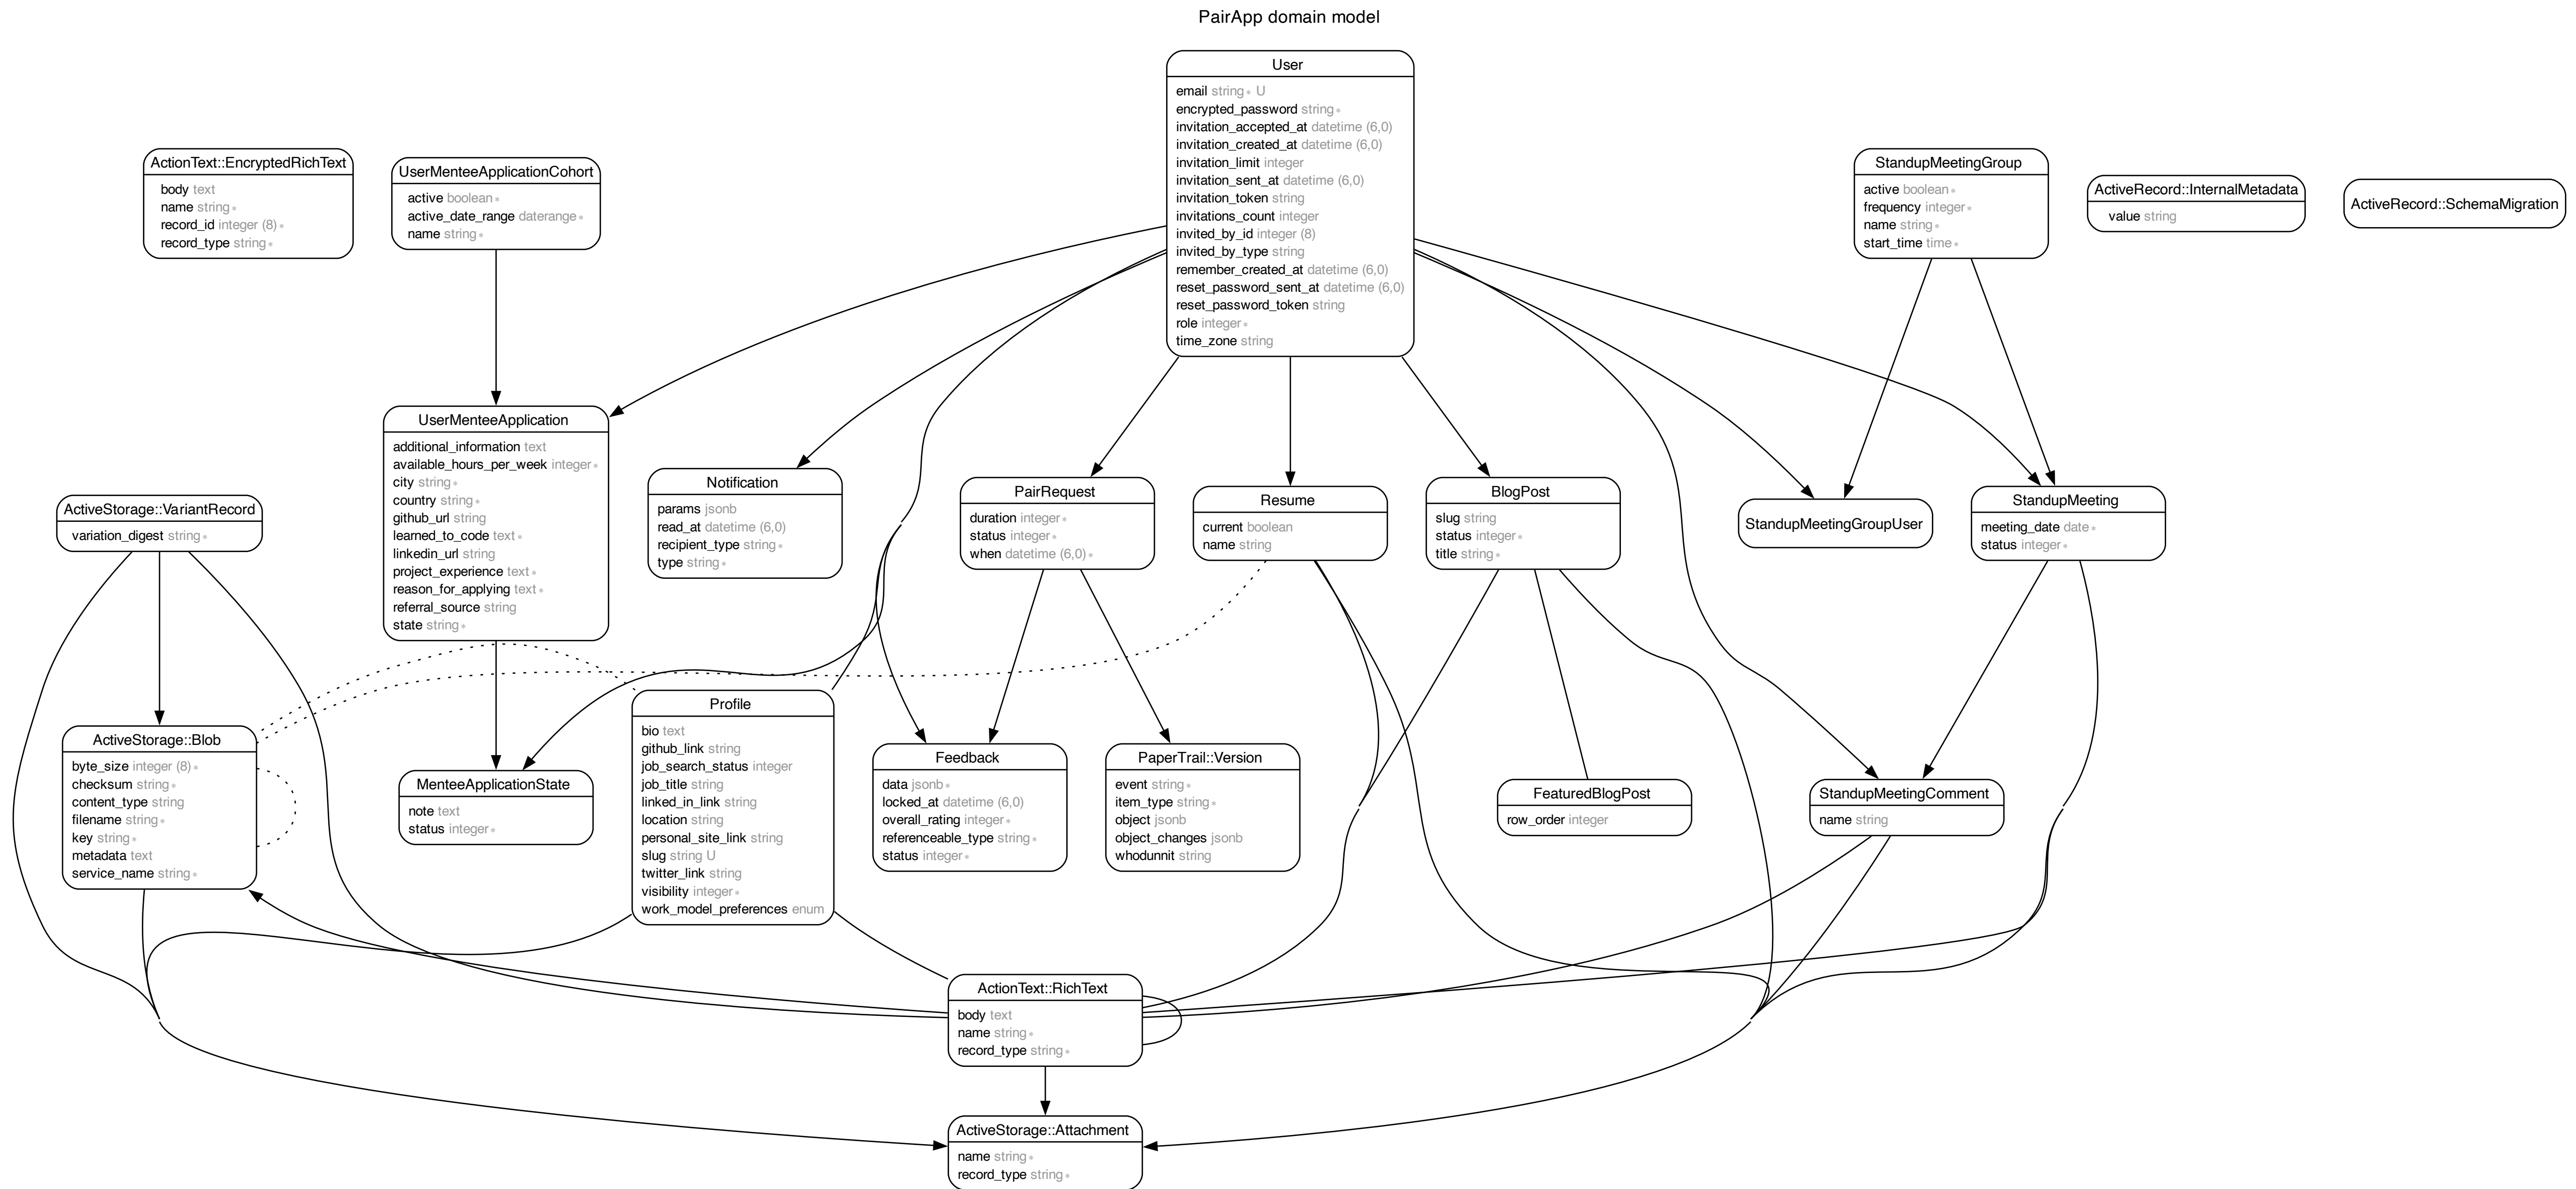 PairApp domain model
User
email string∗ U
encrypted_password string∗
invitation_accepted_at datetime (6,0)
invitation_created_at datetime (6,0)
invitation_limit integer
invitation_sent_at datetime (6,0)
invitation_token string
invitations_count integer
invited_by_id integer (8)
invited_by_type string
remember_created_at datetime (6,0)
reset_password_sent_at datetime (6,0)
reset_password_token string
role integer∗
time_zone string
ActionText::EncryptedRichText
body text
name string∗
record_id integer (8)∗
record_type string∗
UserMenteeApplicationCohort
active boolean∗
active_date_range daterange∗
name string∗
StandupMeetingGroup
active boolean∗
frequency integer∗
name string∗
start_time time∗
ActiveRecord::InternalMetadata
value string
ActiveRecord::SchemaMigration
UserMenteeApplication
additional_information text
available_hours_per_week integer∗
city string∗
country string∗
github_url string
learned_to_code text∗
linkedin_url string
project_experience text∗
reason_for_applying text∗
referral_source string
state string∗
Notification
params jsonb
read_at datetime (6,0)
recipient_type string∗
type string∗
PairRequest
duration integer∗
status integer∗
when datetime (6,0)∗
Resume
current boolean
name string
BlogPost
slug string
status integer∗
title string∗
StandupMeetingGroupUser
StandupMeeting
meeting_date date∗
status integer∗
ActiveStorage::VariantRecord
variation_digest string∗
ActiveStorage::Blob
byte_size integer (8)∗
checksum string∗
content_type string
filename string∗
key string∗
metadata text
service_name string∗
MenteeApplicationState
note text
status integer∗
Profile
bio text
github_link string
job_search_status integer
job_title string
linked_in_link string
location string
personal_site_link string
slug string U
twitter_link string
visibility integer∗
work_model_preferences enum
Feedback
data jsonb∗
locked_at datetime (6,0)
overall_rating integer∗
referenceable_type string∗
status integer∗
PaperTrail::Version
event string∗
item_type string∗
object jsonb
object_changes jsonb
whodunnit string
FeaturedBlogPost
row_order integer
StandupMeetingComment
name string
ActionText::RichText
body text
name string∗
record_type string∗
ActiveStorage::Attachment
name string∗
record_type string∗